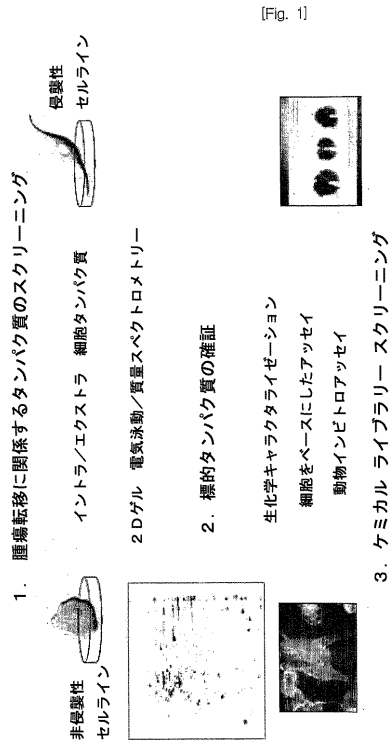 [Fig. 1]
1. 腫瘍転移に関係するタンパク質のスクリーニング
非侵襲性
セルライン
侵襲性
セルライン
イントラ/エクストラ 細胞タンパク質
2Dゲル 電気泳動/質量スペクトロメトリー
2. 標的タンパク質の確証
生化学キャラクタライゼーション
細胞をベースにしたアッセイ
動物インビトロアッセイ
3. ケミカル ライブラリー スクリーニング